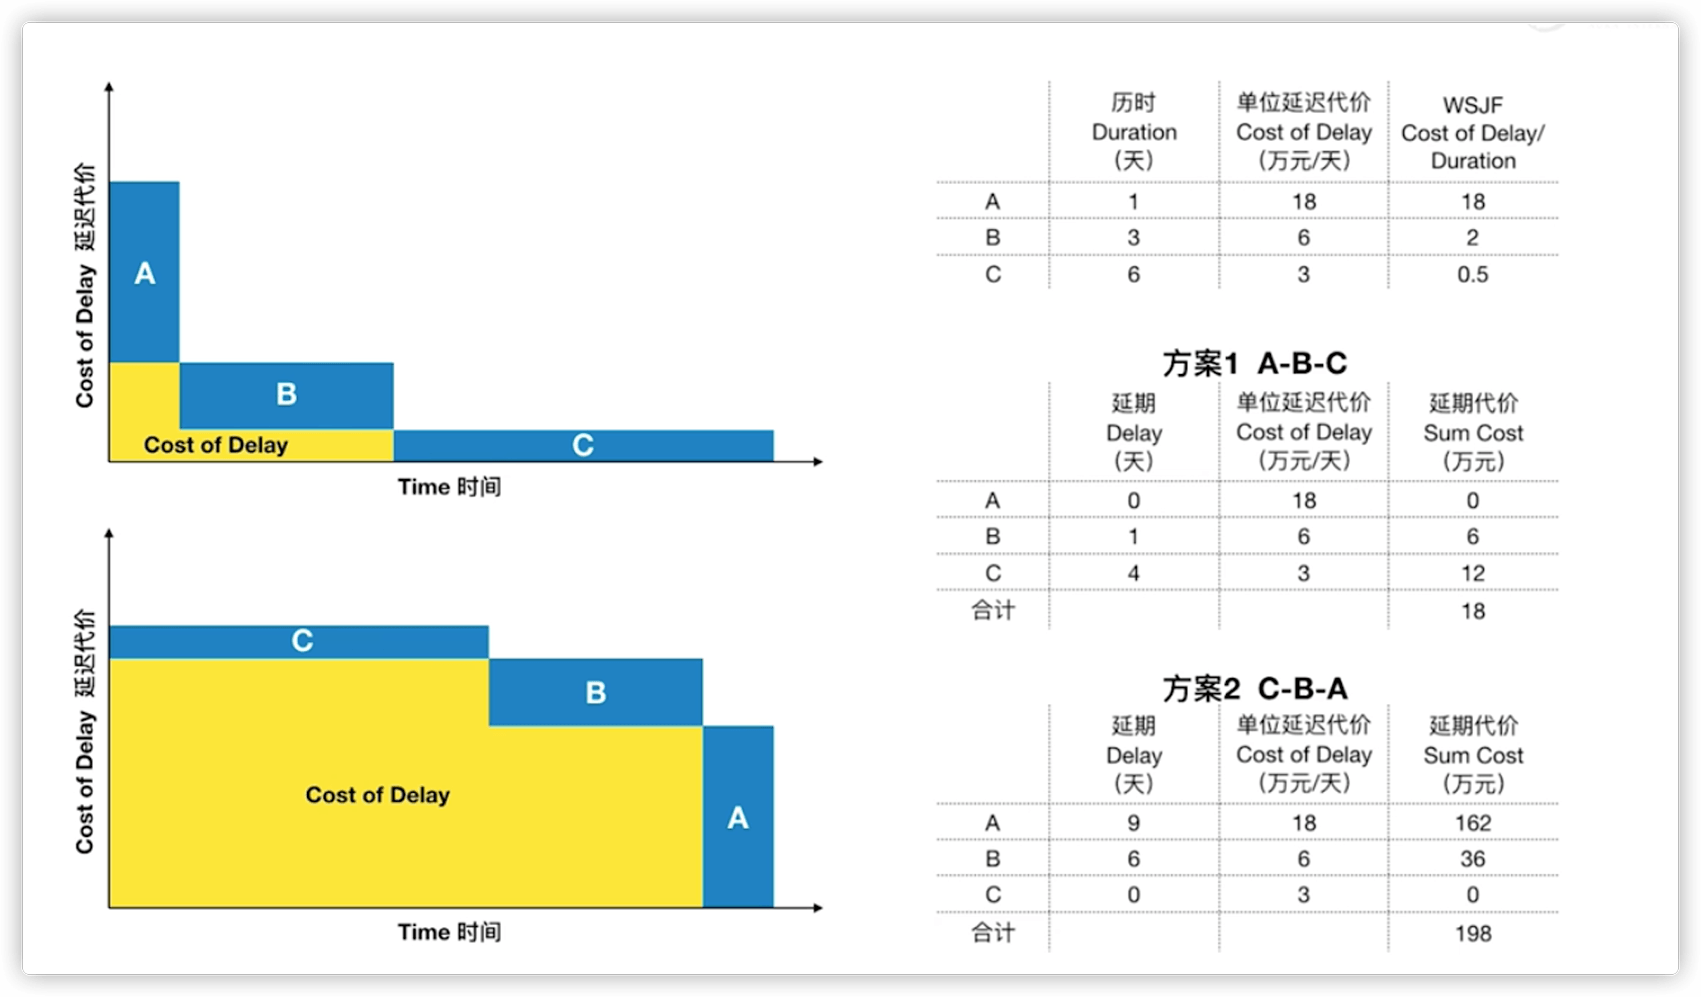 Cost of Delay 延迟代价
A
B
Cost of Delay
C
Time 时间
Cost of Delay 延迟代价
C
B
Cost of Delay
A
Time 时间
历时 单位延迟代价 WSJF
Duration Cost of Delay Cost of Delay/
(天) (万元/天) Duration
A 1 18 18
B 3 6 2
C 6 3 0.5
方案1 A-B-C
延期 单位延迟代价 延期代价
Delay Cost of Delay Sum Cost
(天) (万元/天) (万元)
A 0 18 0
B 1 6 6
C 4 3 12
合计 18
方案2 C-B-A
延期 单位延迟代价 延期代价
Delay Cost of Delay Sum Cost
(天) (万元/天) (万元)
A 9 18 162
B 6 6 36
C 0 3 0
合计 198